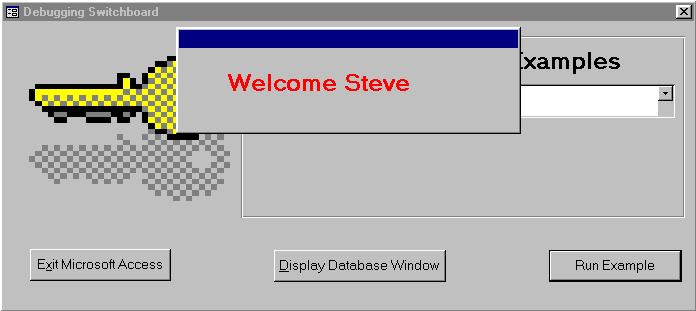 Debugging Switchboard
Examples
Welcome Steve
Exit Microsoft Access
Display Database Window
Run Example